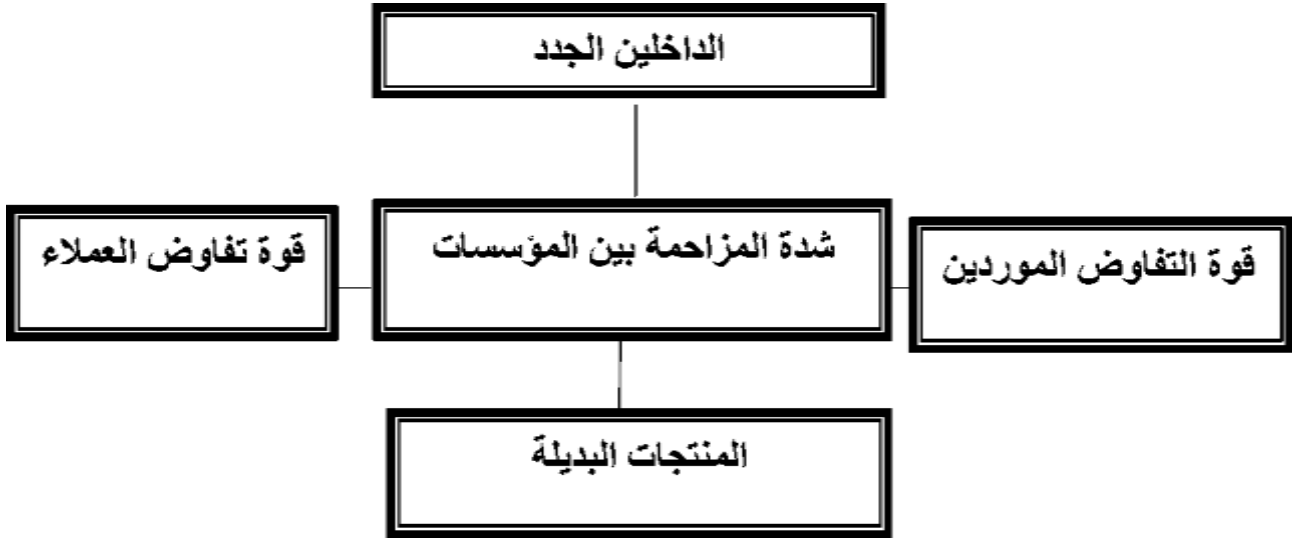 الداخلين الجدد
شدة المزاحمة بين المؤسسات
قوة التفاوض الموردين
قوة تفاوض العملاء
المنتجات البديلة